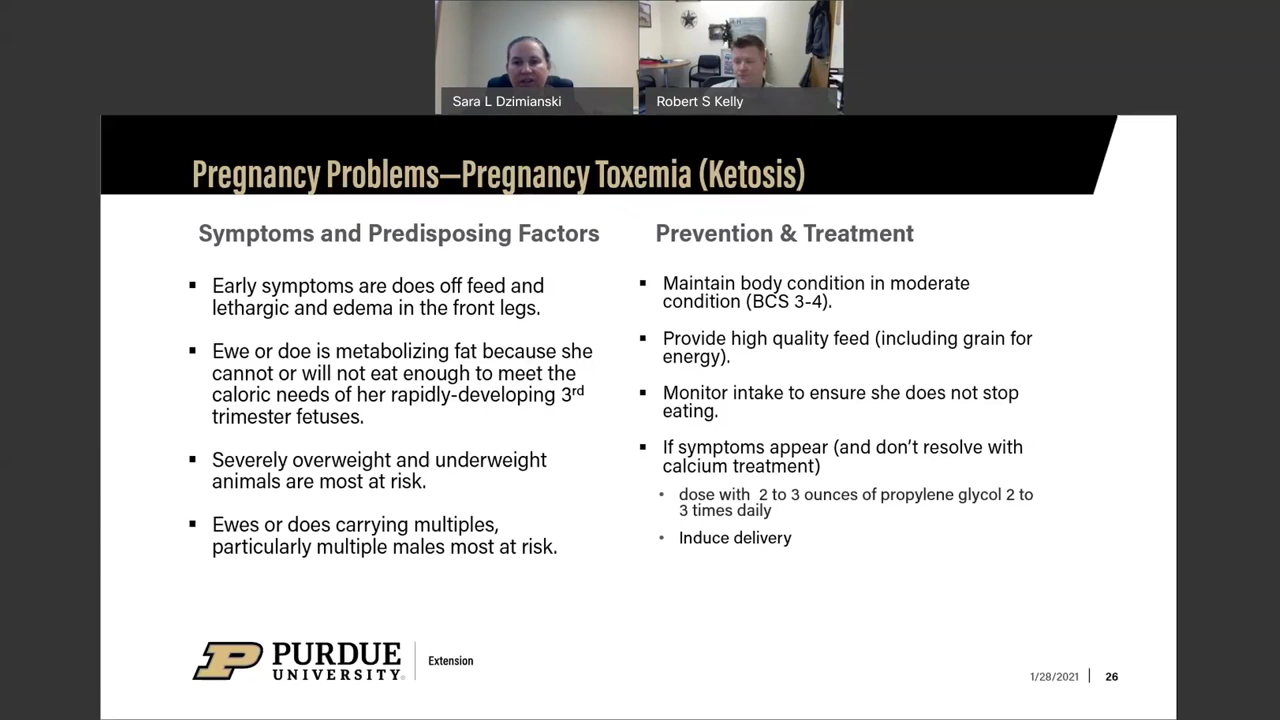 Sara L Dzimianski
Robert S Kelly
Pregnancy Problems—Pregnancy Toxemia (Ketosis)
Symptoms and Predisposing Factors
▪ Early symptoms are does off feed and
lethargic and edema in the front legs.
▪ Ewe or doe is metabolizing fat because she
cannot or will not eat enough to meet the
caloric needs of her rapidly-developing 3rd
trimester fetuses.
▪ Severely overweight and underweight
animals are most at risk.
▪ Ewes or does carrying multiples,
particularly multiple males most at risk.
Prevention & Treatment
▪ Maintain body condition in moderate
condition (BCS 3-4).
▪ Provide high quality feed (including grain for
energy).
▪ Monitor intake to ensure she does not stop
eating.
▪ If symptoms appear (and don’t resolve with
calcium treatment)
• dose with 2 to 3 ounces of propylene glycol 2 to
3 times daily
• Induce delivery
P PURDUE
UNIVERSITY®
Extension
1/28/2021 | 26